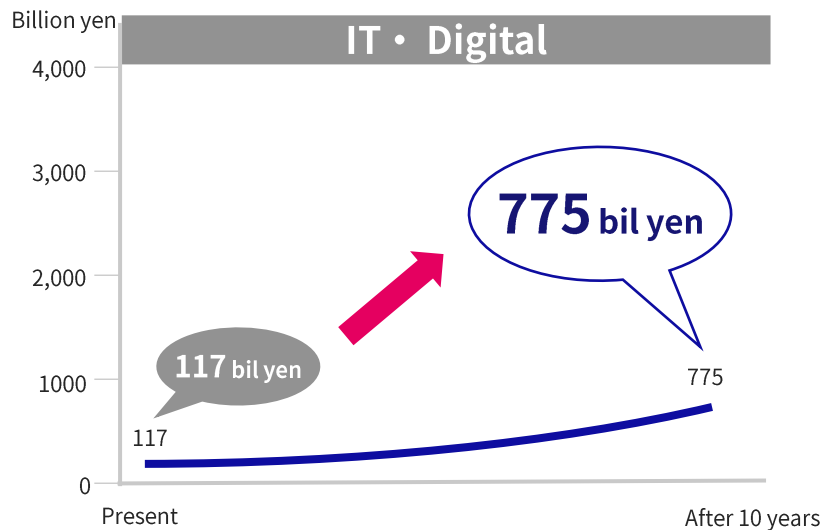 Billion yen
IT・ Digital
4,000
3,000
775 bil yen
2,000
117 bil yen
1000
775
117
0
Present
After 10 years